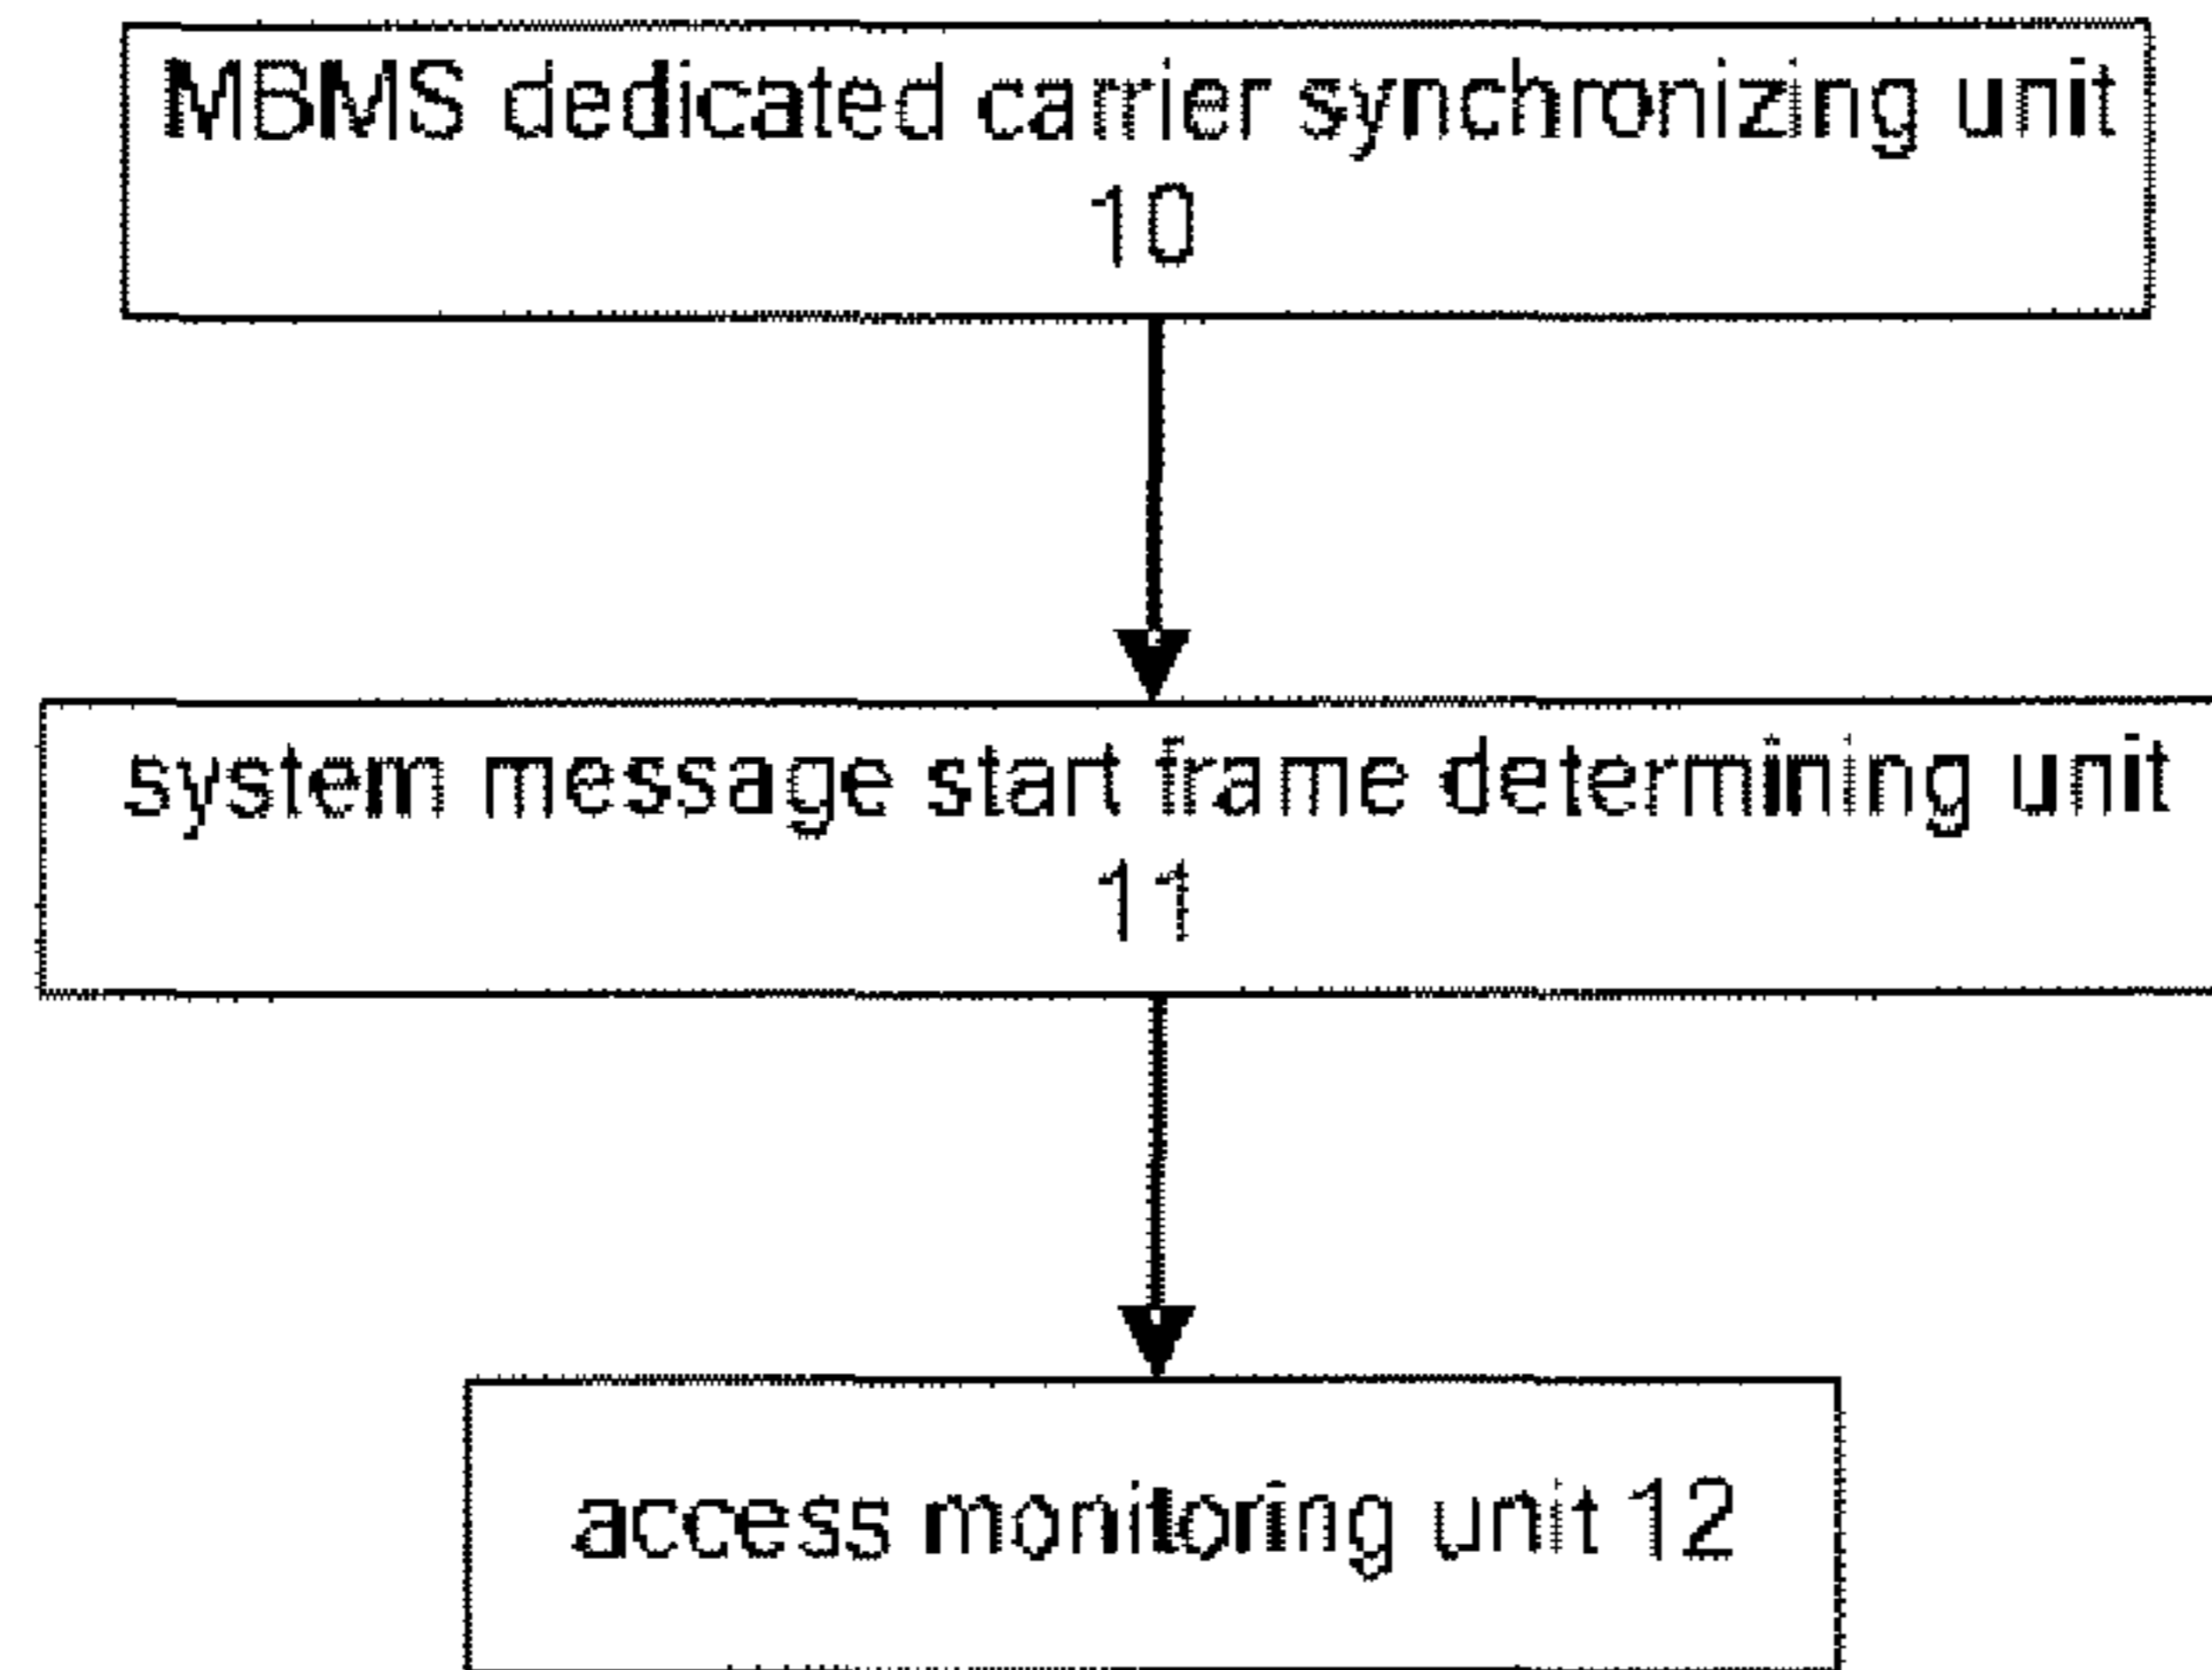 MBMS dedicated carrier synchronizing unit
10
system message start frame determining unit
11
access monitoring unit 12